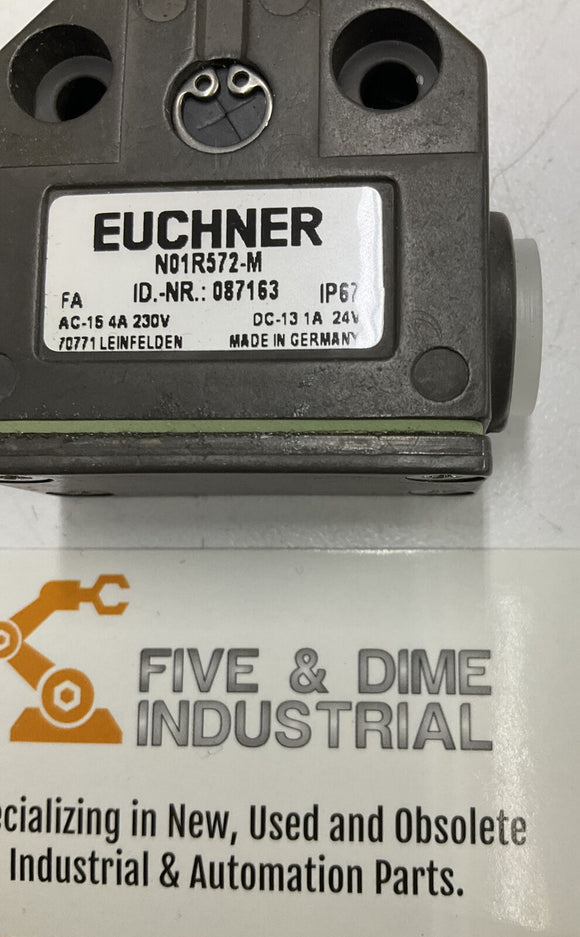 EUCHNER
N01R572-M
ID.-NR.: 087163
FA IP67
AC-15 4A 230V DC-13 1A 24V
70771 LEINFELDEN MADE IN GERMANY
FIVE & DIME
INDUSTRIAL
in New, Used and Obsolete
Industrial & Automation Parts.